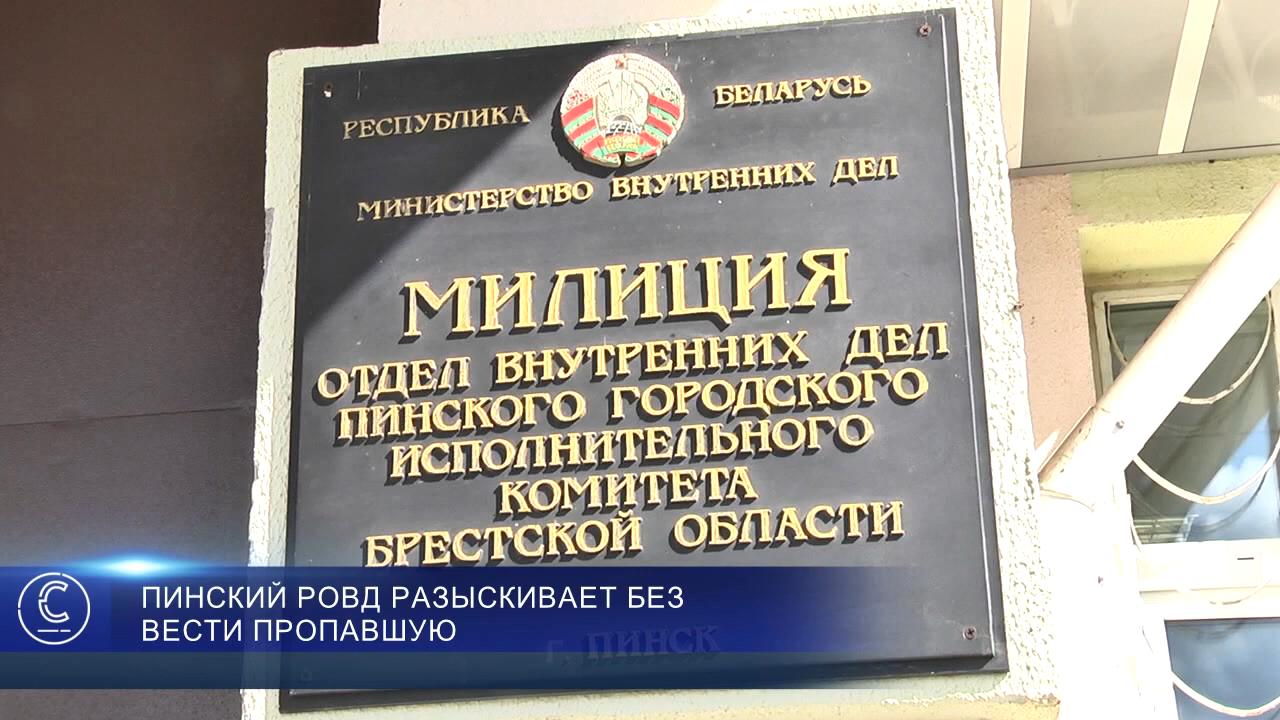 РЕСПУБЛИКА БЕЛАРУСЬ
МИНИСТЕРСТВО ВНУТРЕННИХ ДЕЛ
МИЛИЦИЯ
ОТДЕЛ ВНУТРЕННИХ ДЕЛ
ПИНСКОГО ГОРОДСКОГО
ИСПОЛНИТЕЛЬНОГО
КОМИТЕТА
БРЕСТСКОЙ ОБЛАСТИ
г. ПИНСК
ПИНСКИЙ РОВД РАЗЫСКИВАЕТ БЕЗ
ВЕСТИ ПРОПАВШУЮ